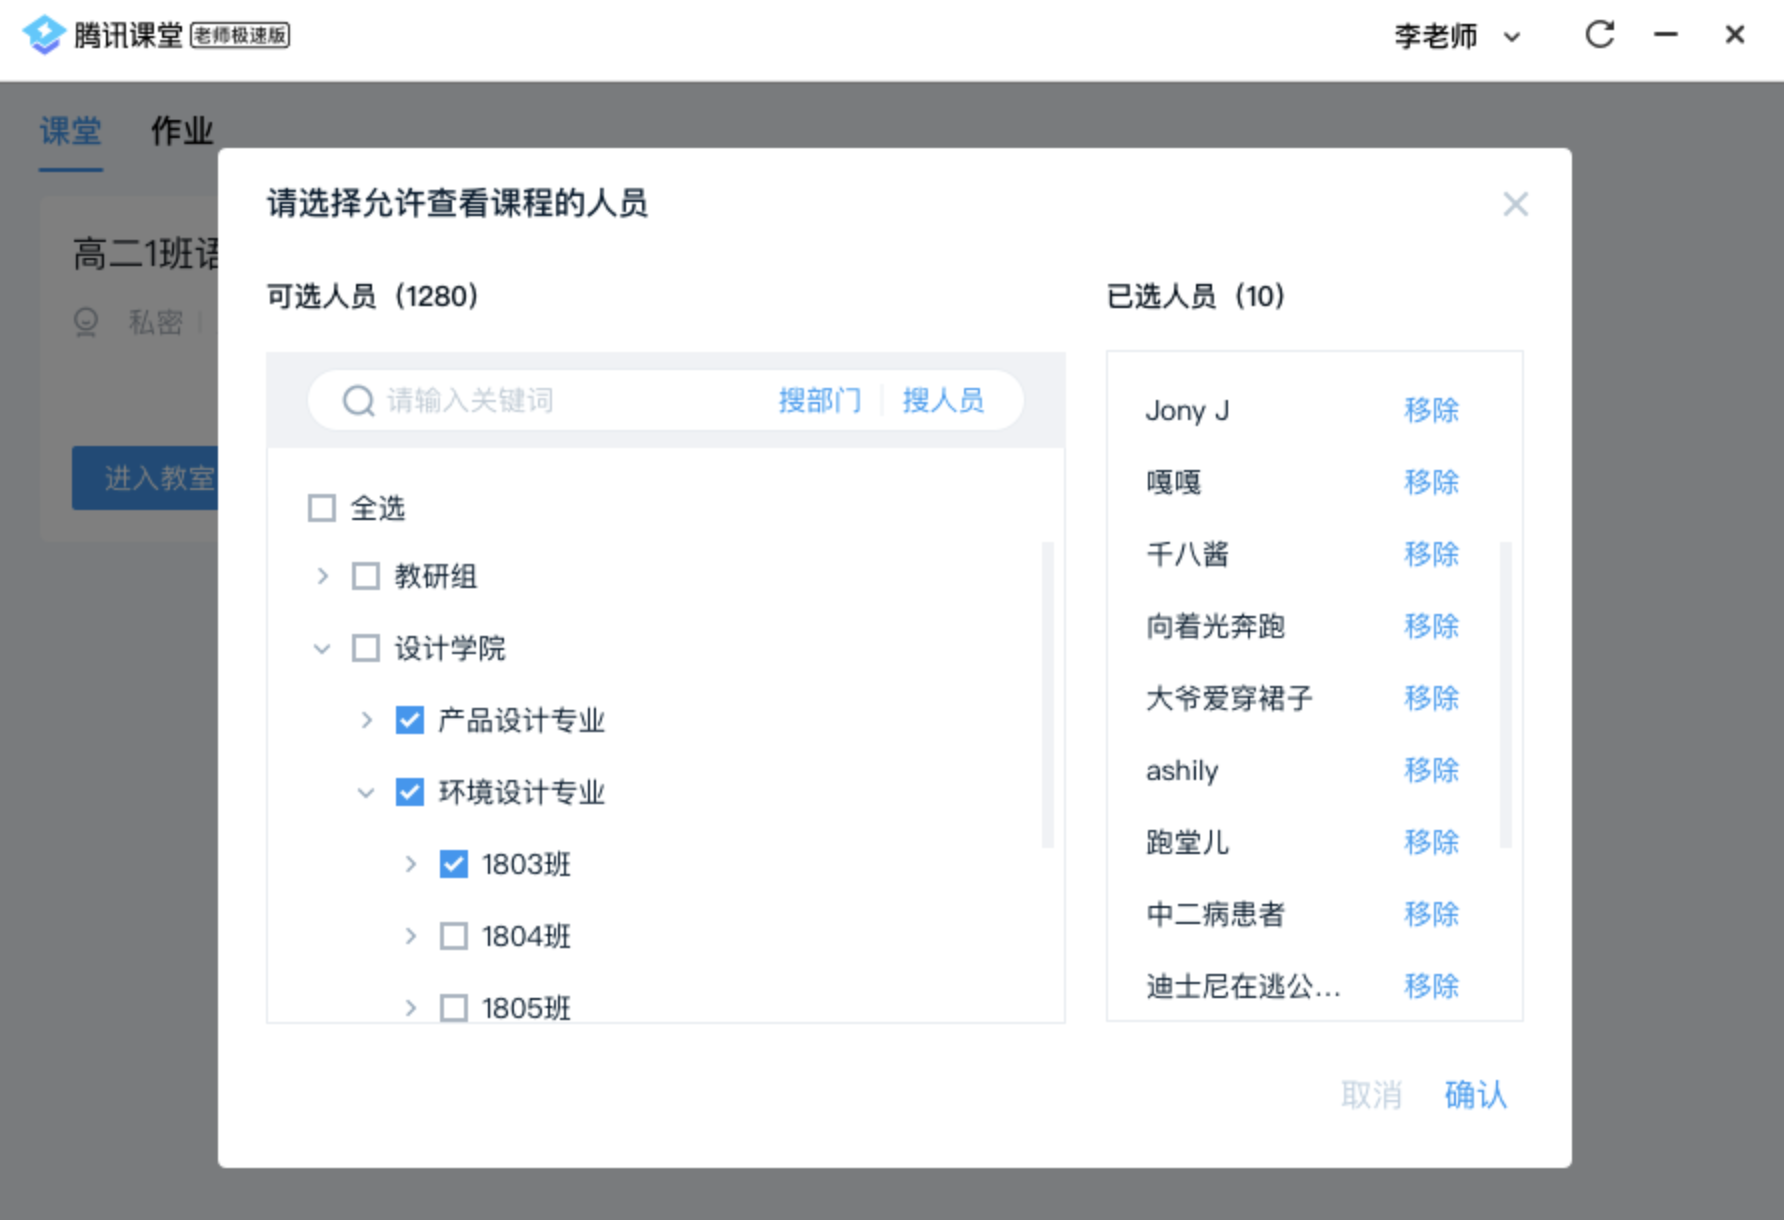 腾讯课堂 老师极速版 李老师
课堂 作业
高二1班语
私密
进入教室
请选择允许查看课程的人员
可选人员（1280）
请输入关键词 搜部门 搜人员
全选
教研组
设计学院
产品设计专业
环境设计专业
1803班
1804班
1805班
已选人员（10）
Jony J 移除
嘎嘎 移除
千八酱 移除
向着光奔跑 移除
大爷爱穿裙子 移除
ashily 移除
跑堂儿 移除
中二病患者 移除
迪士尼在逃公... 移除
取消 确认